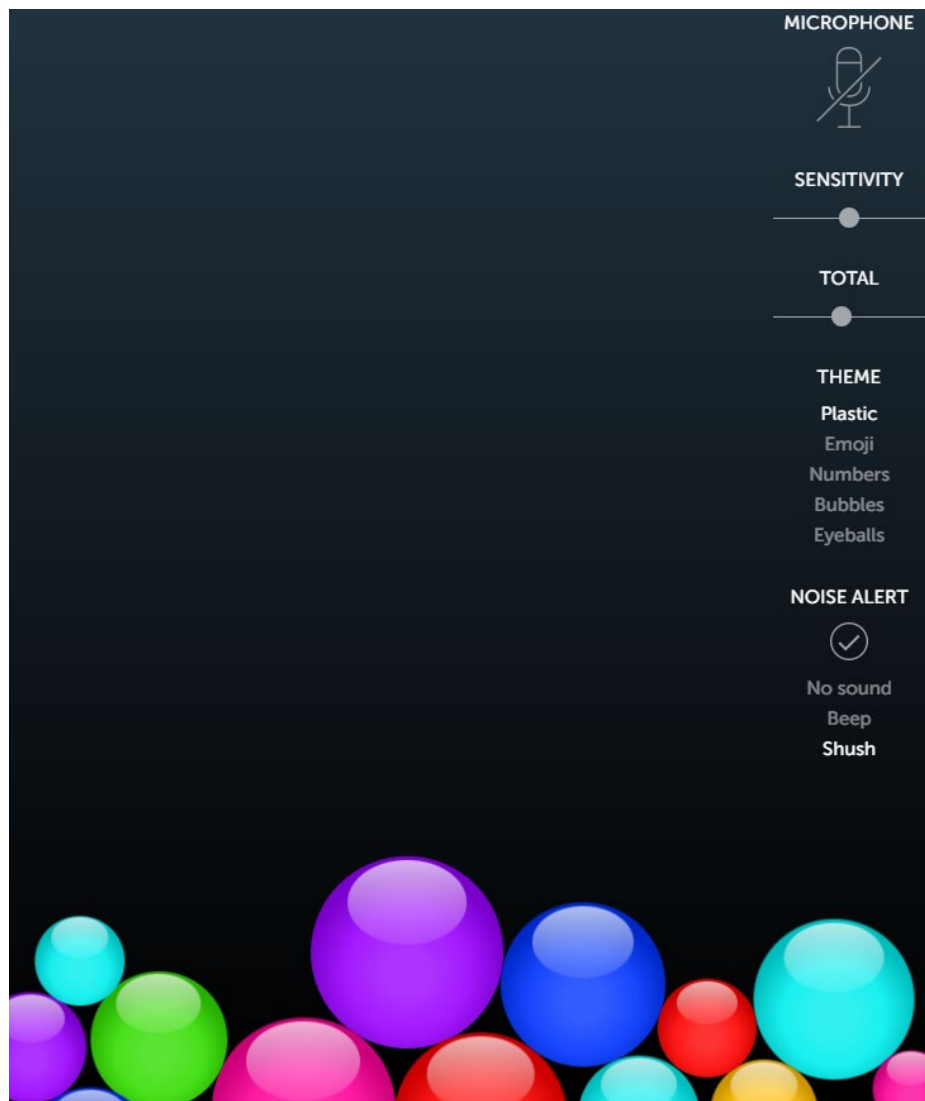 MICROPHONE
SENSITIVITY
TOTAL
THEME
Plastic
Emoji
Numbers
Bubbles
Eyeballs
NOISE ALERT
No sound
Beep
Shush